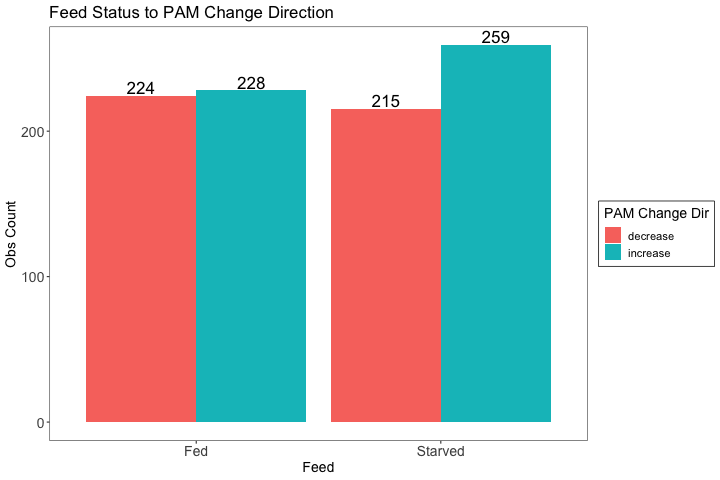 Feed Status to PAM Change Direction
259
224
228
215
200
100
0
Obs Count
Fed
Starved
Feed
PAM Change Dir
decrease
increase